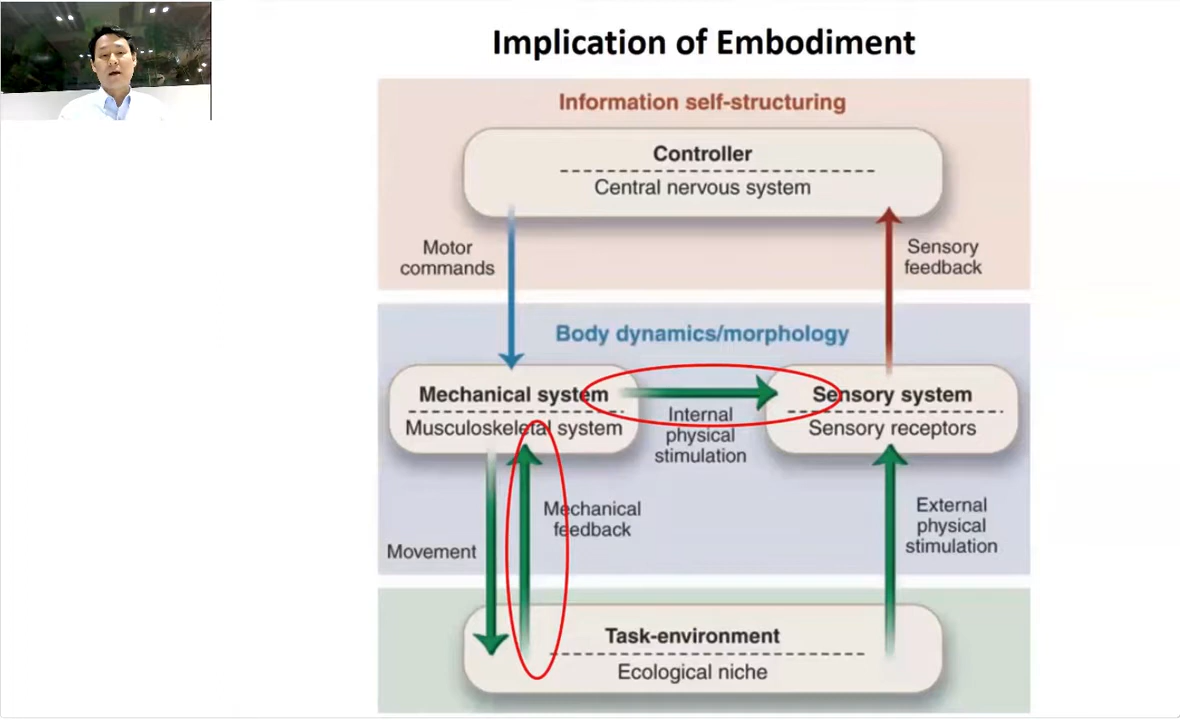 Implication of Embodiment
Information self-structuring
Controller
Central nervous system
Motor
commands
Sensory
feedback
Body dynamics/morphology
Mechanical system
Musculoskeletal system
Internal
physical
stimulation
Sensory system
Sensory receptors
Movement
Mechanical
feedback
External
physical
stimulation
Task-environment
Ecological niche